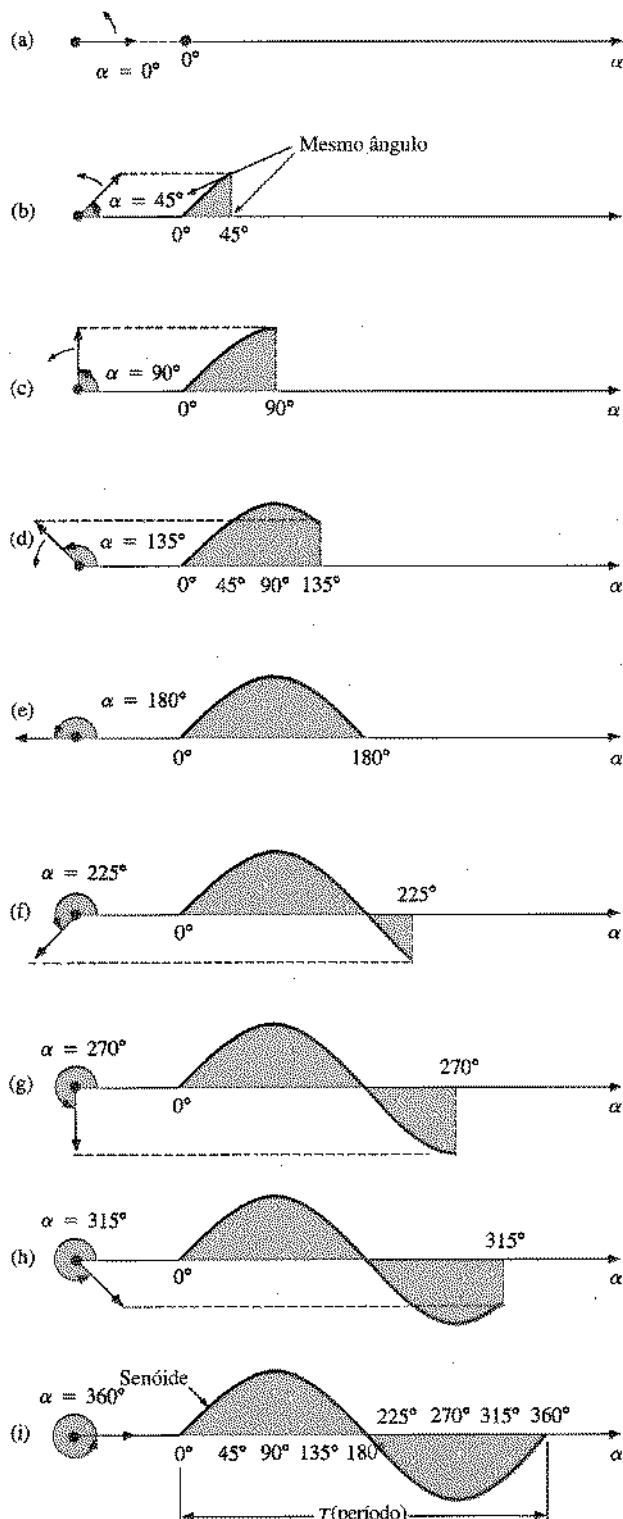 (a)
α = 0°
0°
α
Mesmo ângulo
(b)
α = 45°
0° 45°
α
(c)
α = 90°
0° 90°
α
(d)
α = 135°
0° 45° 90° 135°
α
(e)
α = 180°
0° 180°
α
α = 225°
225°
(f)
0°
α
α = 270°
270°
(g)
0°
α
α = 315°
315°
(h)
0°
α
α = 360°
Senóide
225° 270° 315° 360°
(i)
0° 45° 90° 135° 180°
α
T(período)